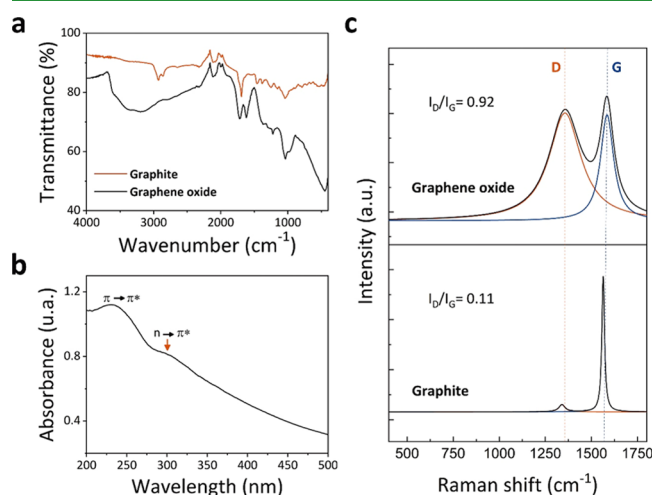 a
Transmittance (%)
100
80
60
40
Graphite
Graphene oxide
4000 3000 2000 1000
Wavenumber (cm⁻¹)
b
Absorbance (u.a.)
1.2
0.8
0.4
π → π*
n → π*
200 250 300 350 400 450 500
Wavelength (nm)
c
Intensity (a.u.)
D G
I_D/I_G= 0.92
Graphene oxide
I_D/I_G= 0.11
Graphite
500 750 1000 1250 1500 1750
Raman shift (cm⁻¹)